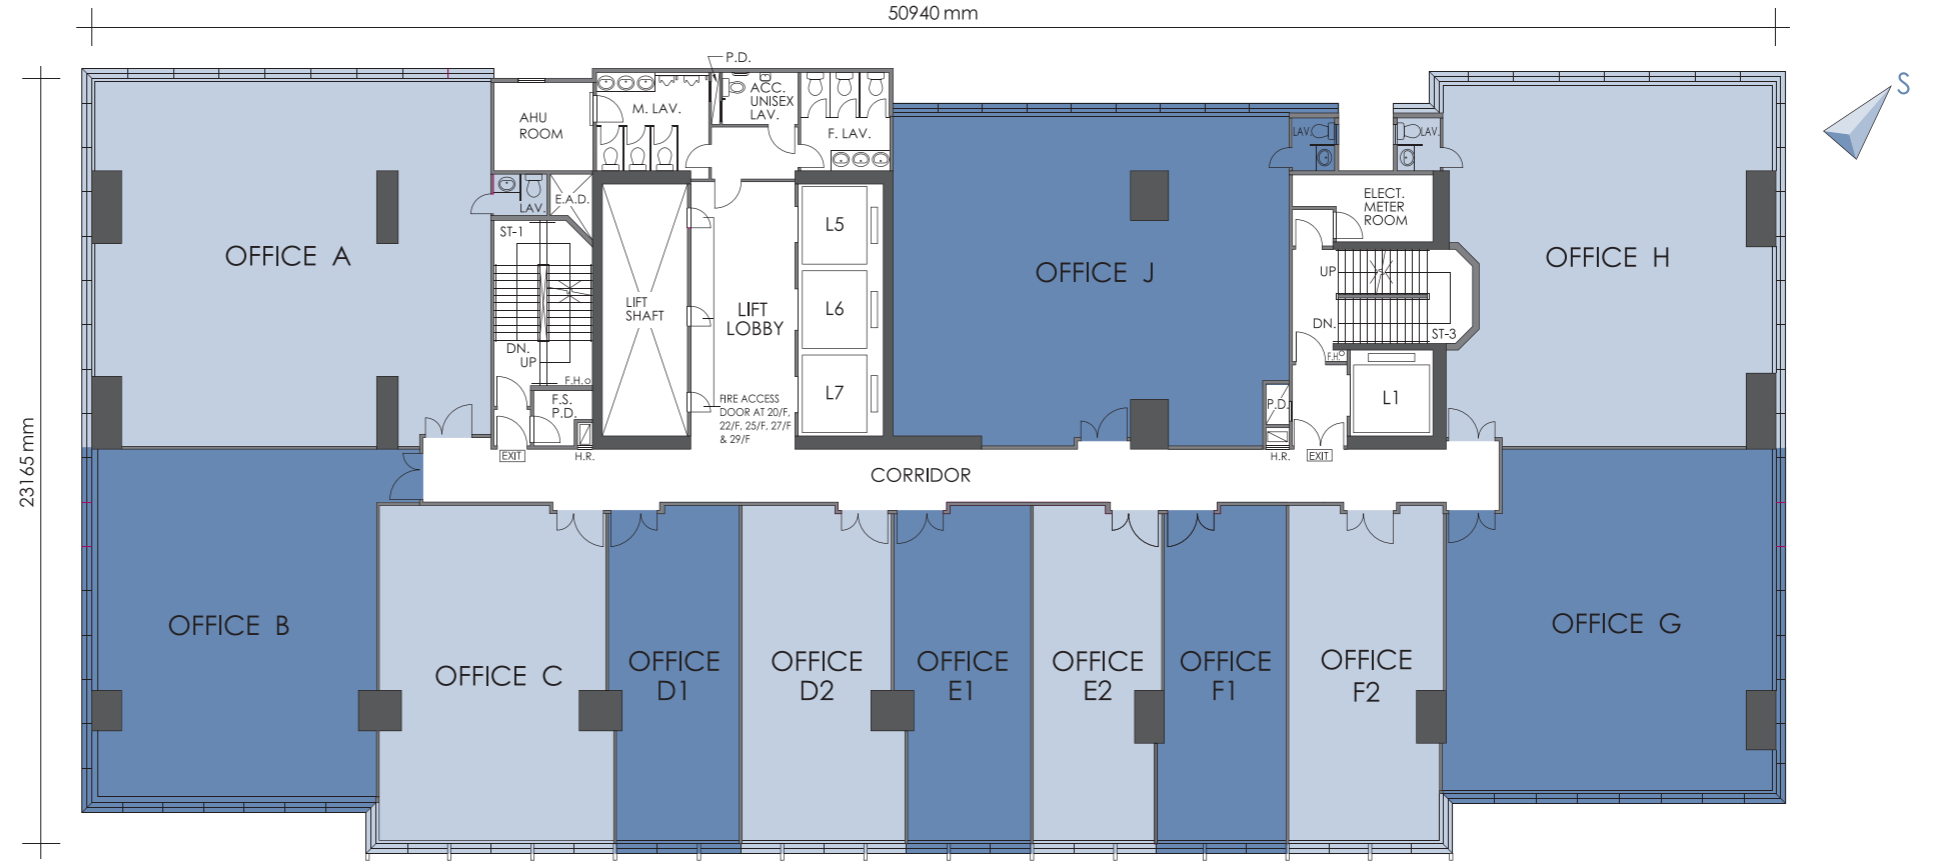 50940 mm
S
P.D.
M. LAV.
ACC.
UNISEX
LAV.
F. LAV.
AHU
ROOM
LAV.
LAV.
LAV.
E.A.D.
ELECT.
METER
ROOM
ST-1
L5
OFFICE A
OFFICE J
OFFICE H
UP
LIFT
SHAFT
LIFT
LOBBY
L6
DN.
ST-3
DN.
UP
F.H.
F.H.
F.S.
P.D.
L7
L1
FIRE ACCESS
DOOR AT 20/F,
22/F, 25/F, 27/F
& 29/F
P.D.
EXIT
H.R.
H.R.
EXIT
CORRIDOR
23165 mm
OFFICE B
OFFICE G
OFFICE C
OFFICE
D1
OFFICE
D2
OFFICE
E1
OFFICE
E2
OFFICE
F1
OFFICE
F2